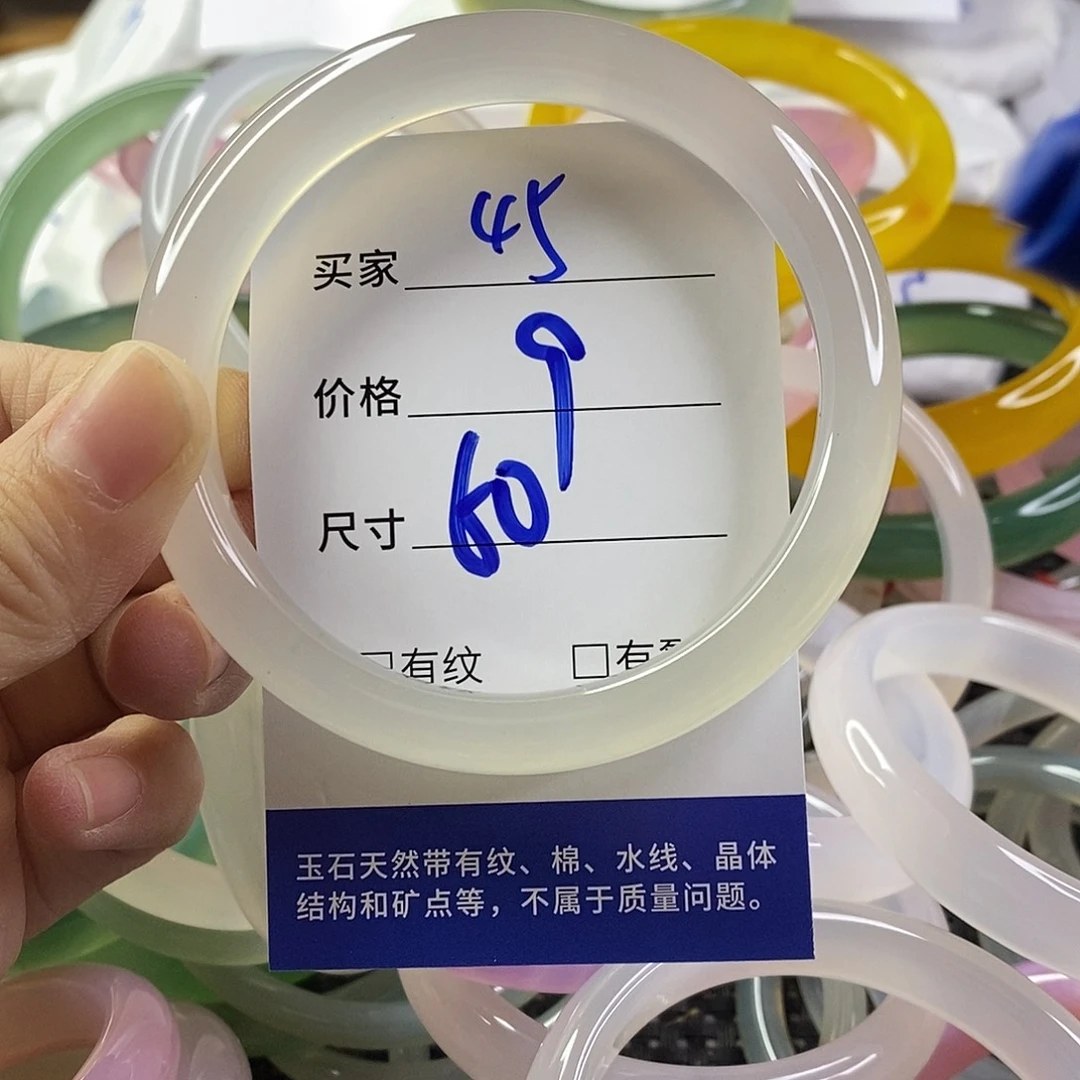 买家 45
价格 9
尺寸 60
□有纹 □有
玉石天然带有纹、棉、水线、晶体
结构和矿点等，不属于质量问题。